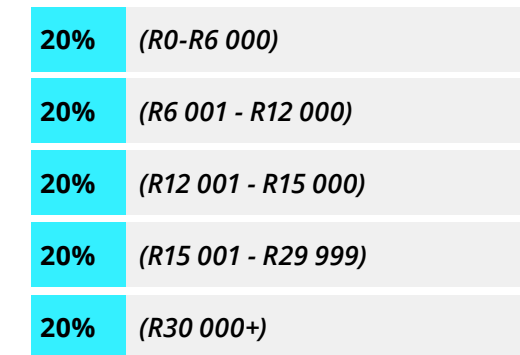 20% (R0-R6 000)
20% (R6 001 - R12 000)
20% (R12 001 - R15 000)
20% (R15 001 - R29 999)
20% (R30 000+)